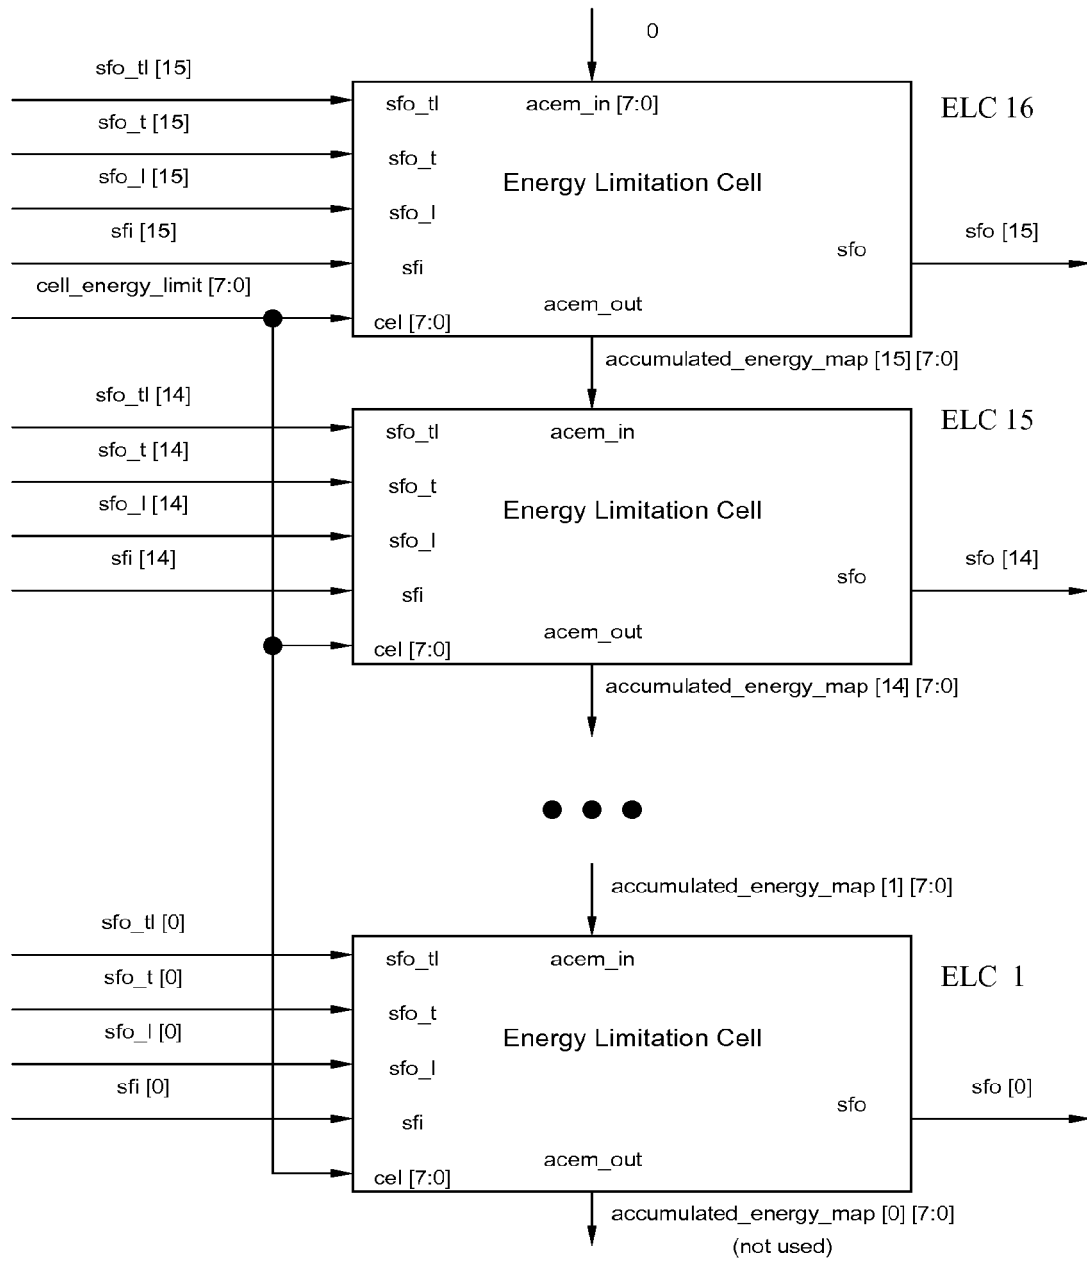 0
sfo_tl [15]
sfo_tl
acem_in [7:0]
ELC 16
sfo_t [15]
sfo_t
sfo_l [15]
Energy Limitation Cell
sfo_l
sfi [15]
sfo
sfo [15]
sfi
cell_energy_limit [7:0]
acem_out
cel [7:0]
accumulated_energy_map [15] [7:0]
sfo_tl [14]
sfo_tl
acem_in
ELC 15
sfo_t [14]
sfo_t
sfo_l [14]
Energy Limitation Cell
sfo_l
sfi [14]
sfo
sfo [14]
sfi
acem_out
cel [7:0]
accumulated_energy_map [14] [7:0]
accumulated_energy_map [1] [7:0]
sfo_tl [0]
sfo_tl
acem_in
ELC 1
sfo_t [0]
sfo_t
sfo_l [0]
Energy Limitation Cell
sfo_l
sfi [0]
sfo
sfo [0]
sfi
acem_out
cel [7:0]
accumulated_energy_map [0] [7:0]
(not used)